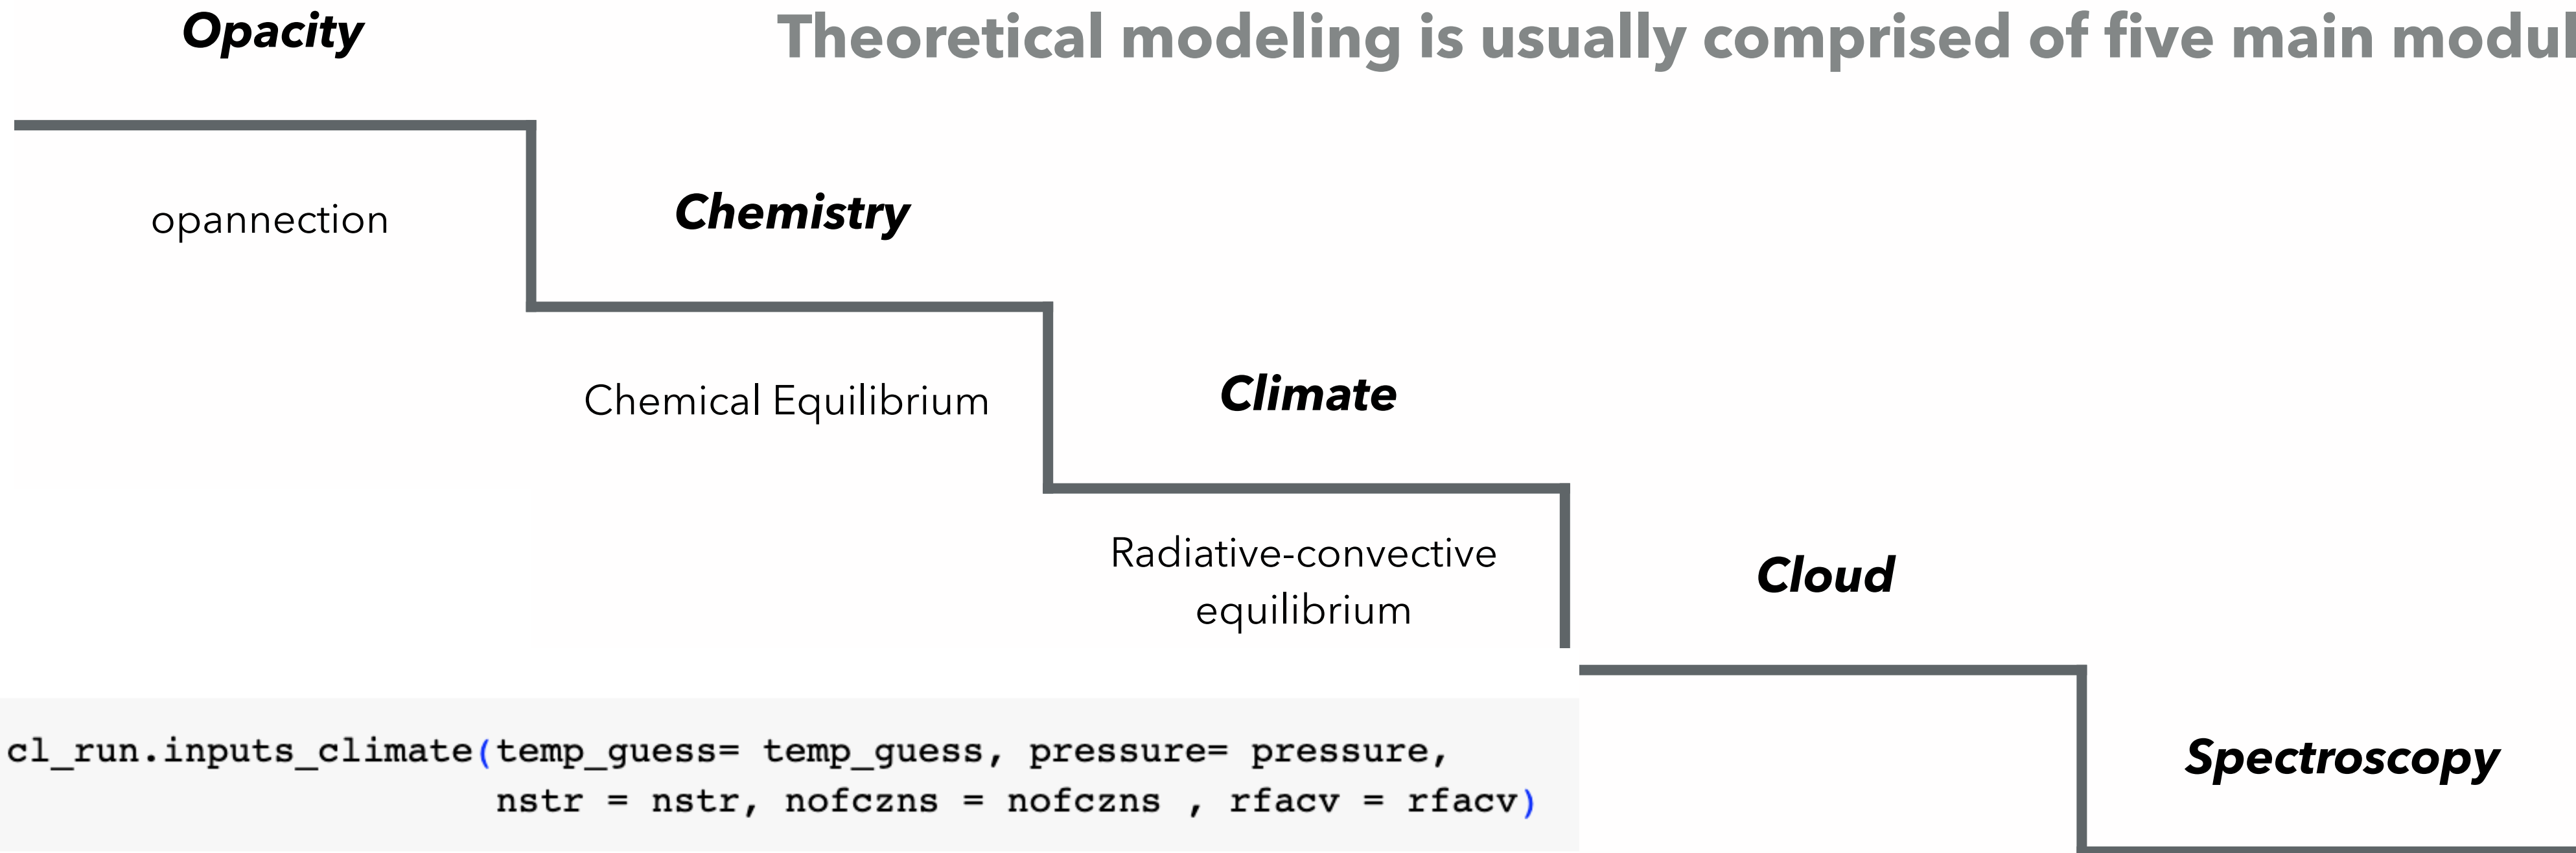 Opacity
Theoretical modeling is usually comprised of five main modul
opannection
Chemistry
Chemical Equilibrium
Climate
Radiative-convective
equilibrium
Cloud
cl_run.inputs_climate(temp_guess= temp_guess, pressure= pressure,
nstr = nstr, nofczns = nofczns , rfacv = rfacv)
Spectroscopy